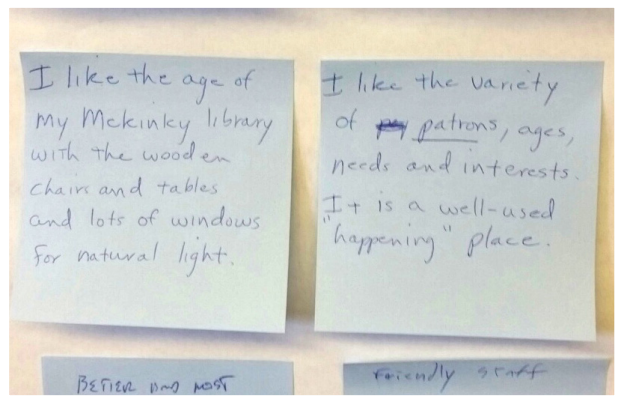 I like the age of
my Mckinky library
with the wooden
chairs and tables
and lots of windows
for natural light.
I like the variety
of patrons, ages,
needs and interests.
It is a well-used
"happening" place.
BETTER AND MOST
Friendly staff